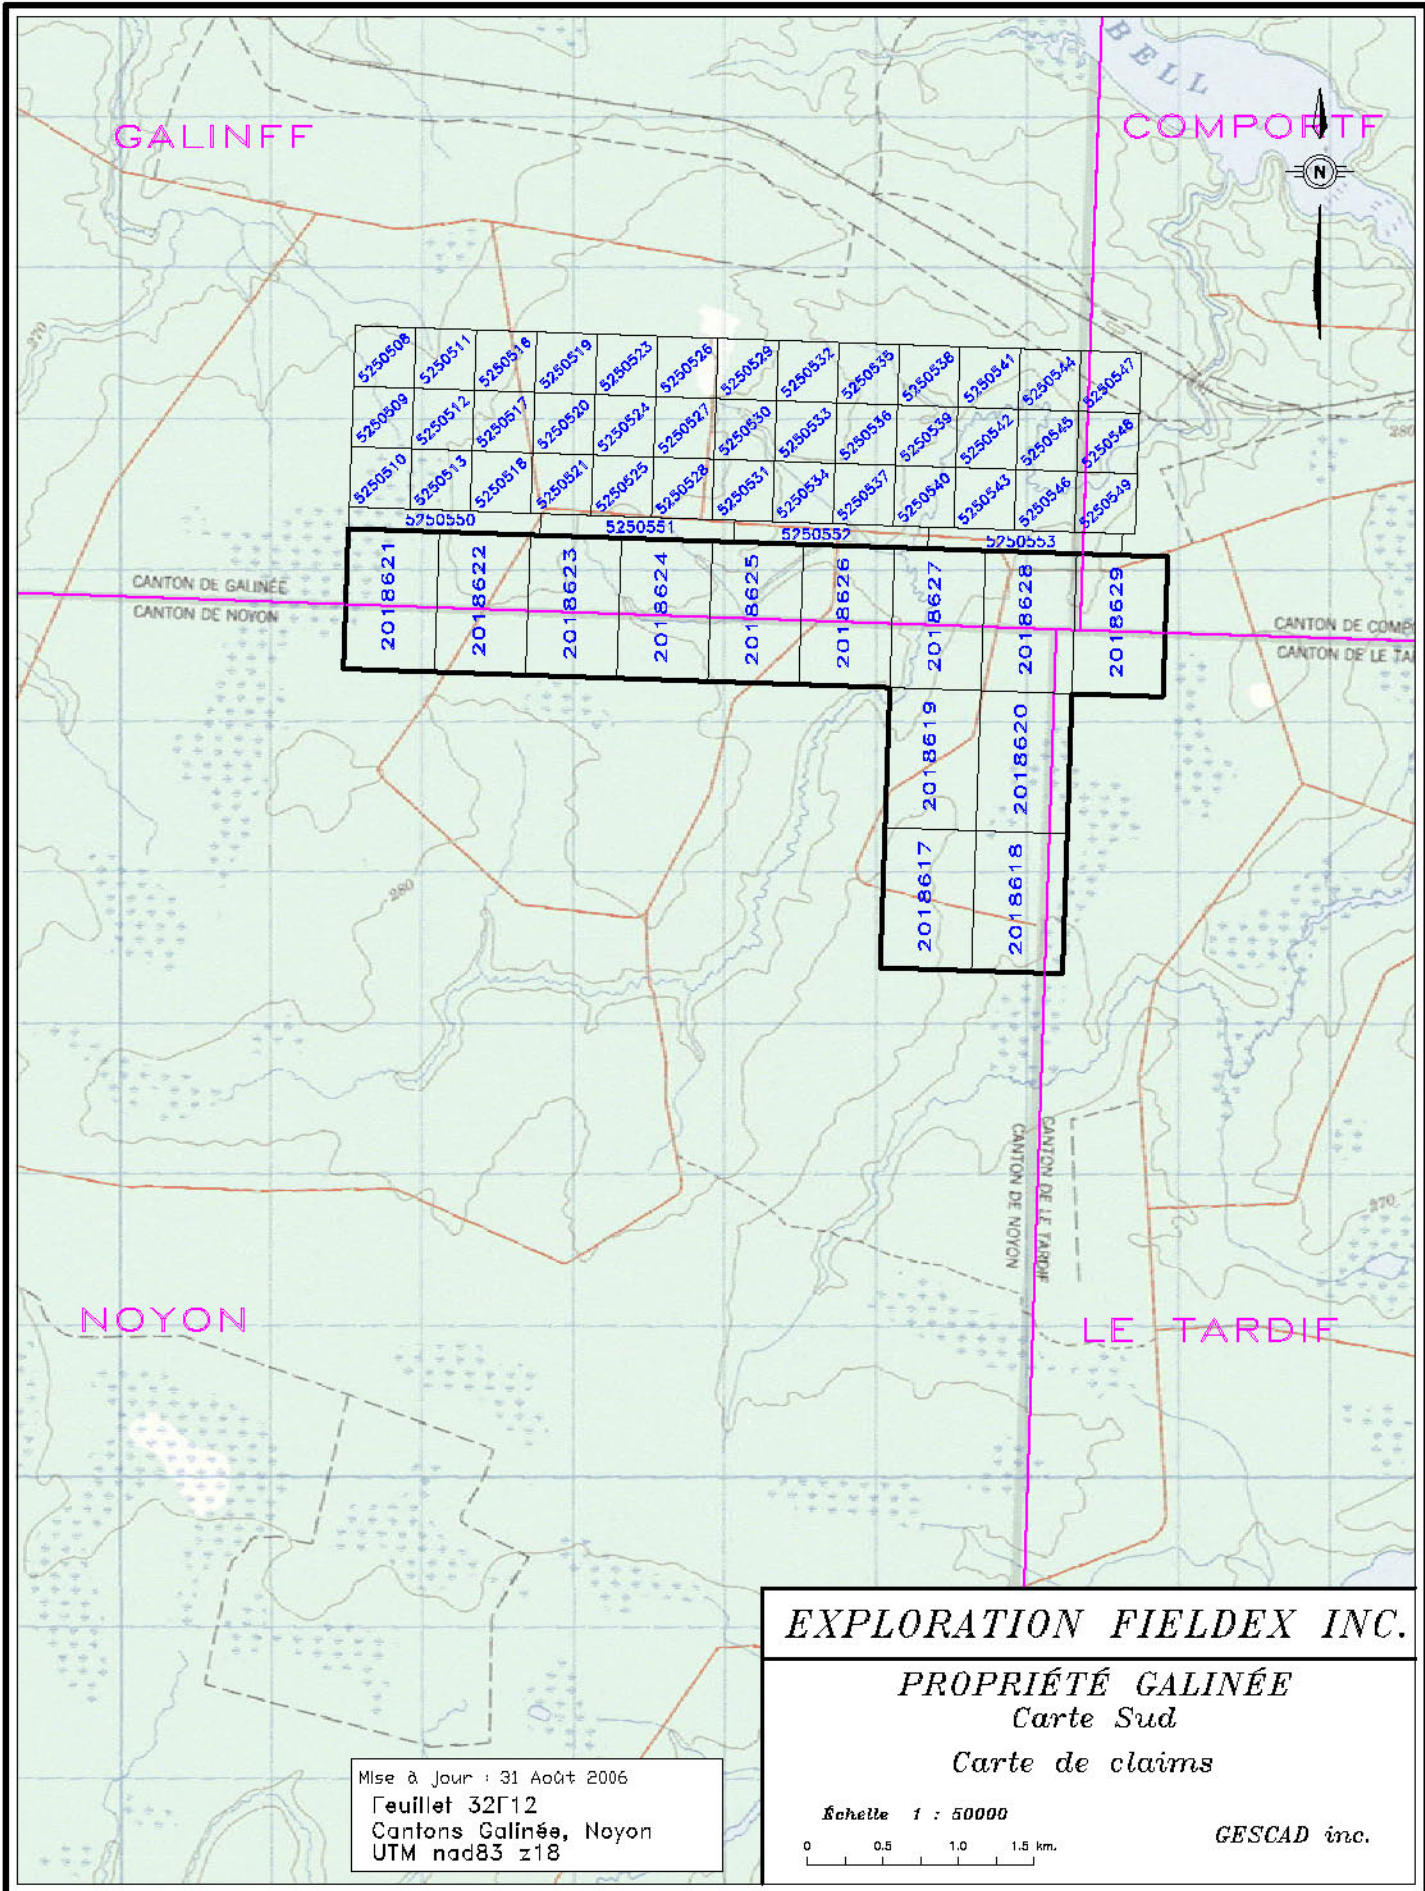 BELL
GALINFF
COMPORTF
N
270
5250508 5250511 5250516 5250519 5250523 5250526 5250529 5250532 5250535 5250538 5250541 5250544 5250547
5250509 5250512 5250517 5250520 5250524 5250527 5250530 5250533 5250536 5250539 5250542 5250545 5250548
280
5250510 5250513 5250518 5250521 5250525 5250528 5250531 5250534 5250537 5250540 5250543 5250546 5250549
5250550 5250551 5250552 5250553
2018621 2018622 2018623 2018624 2018625 2018626 2018627 2018628 2018629
CANTON DE GALINÉE
CANTON DE NOYON
CANTON DE COMP
CANTON DE LE TA
2018619 2018620
2018617 2018618
280
CANTON DE LE TARDIF
CANTON DE NOYON
270
NOYON
LE TARDIF
EXPLORATION FIELDEX INC.
PROPRIÉTÉ GALINÉE
Carte Sud
Carte de claims
Échelle 1 : 50000
0 0.5 1.0 1.5 km.
GESCAD inc.
Mise à Jour : 31 Août 2006
Feuillet 32F12
Cantons Galinée, Noyon
UTM nad83 z18